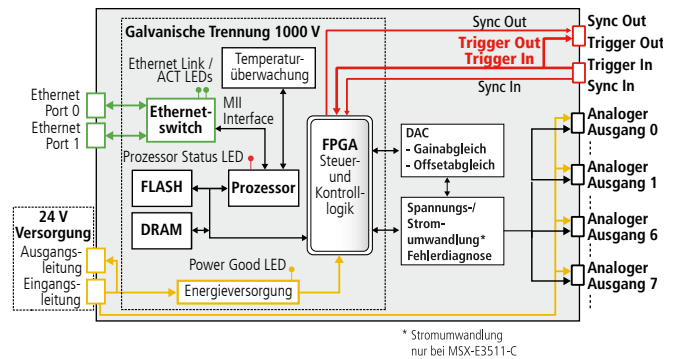 Galvanische Trennung 1000 V
Sync Out
Sync Out
Trigger Out
Trigger Out
Trigger In
Trigger In
Sync In
Sync In
Ethernet Link /
ACT LEDs
Temperatur-
überwachung
Ethernet
Port 0
Ethernet
Port 1
Ethernet-
switch
MII
Interface
Prozessor Status LED
FLASH
Prozessor
DRAM
FPGA
Steuer-
und
Kontroll-
logik
DAC
- Gainabgleich
- Offsetabgleich
Spannungs-/
Strom-
umwandlung*
Fehlerdiagnose
Analoger
Ausgang 0
Analoger
Ausgang 1
Analoger
Ausgang 6
Analoger
Ausgang 7
24 V
Versorgung
Ausgangs-
leitung
Eingangs-
leitung
Power Good LED
Energieversorgung
* Stromumwandlung
nur bei MSX-E3511-C